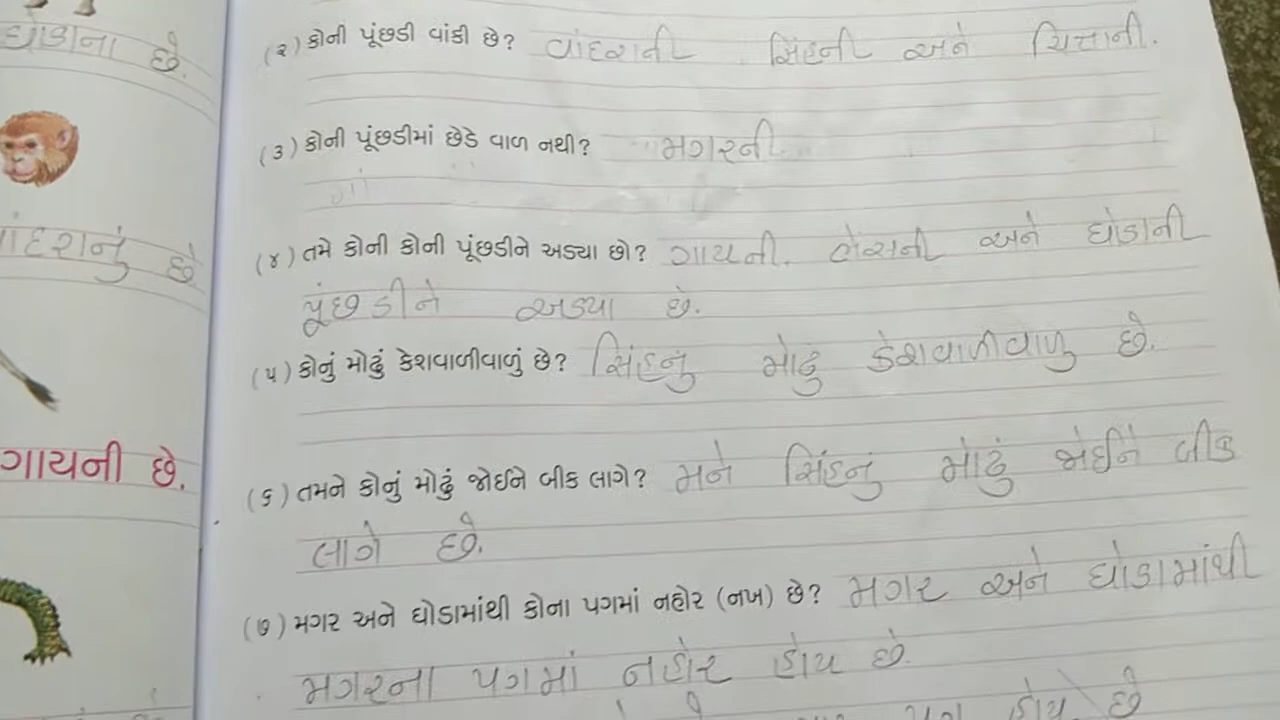 ઘોડાના છે.
વાંદરાનું છે
ગાયની છે.
(૨) કોની પૂંછડી વાંકી છે? વાંદરાની સિંહની અને ચિત્તાની.
(૩) કોની પૂંછડીમાં છેડે વાળ નથી? મગરની
(૪) તમે કોની કોની પૂંછડીને અડ્યા છો? ગાયની, ભેંસની અને ઘોડાની
પૂંછડીને અડ્યા છે.
(૫) કોનું મોઢું કેશવાળીવાળું છે? સિંહનું મોઢું કેશવાળીવાળુ છે.
(૬) તમને કોનું મોઢું જોઈને બીક લાગે? મને સિંહનું મોઢું જોઈને બીક
લાગે છે.
(૭) મગર અને ઘોડામાંથી કોના પગમાં નહોર (નખ) છે? મગર અને ઘોડામાંથી
મગરના પગમાં નહોર હોય છે.
પગ હોય છે